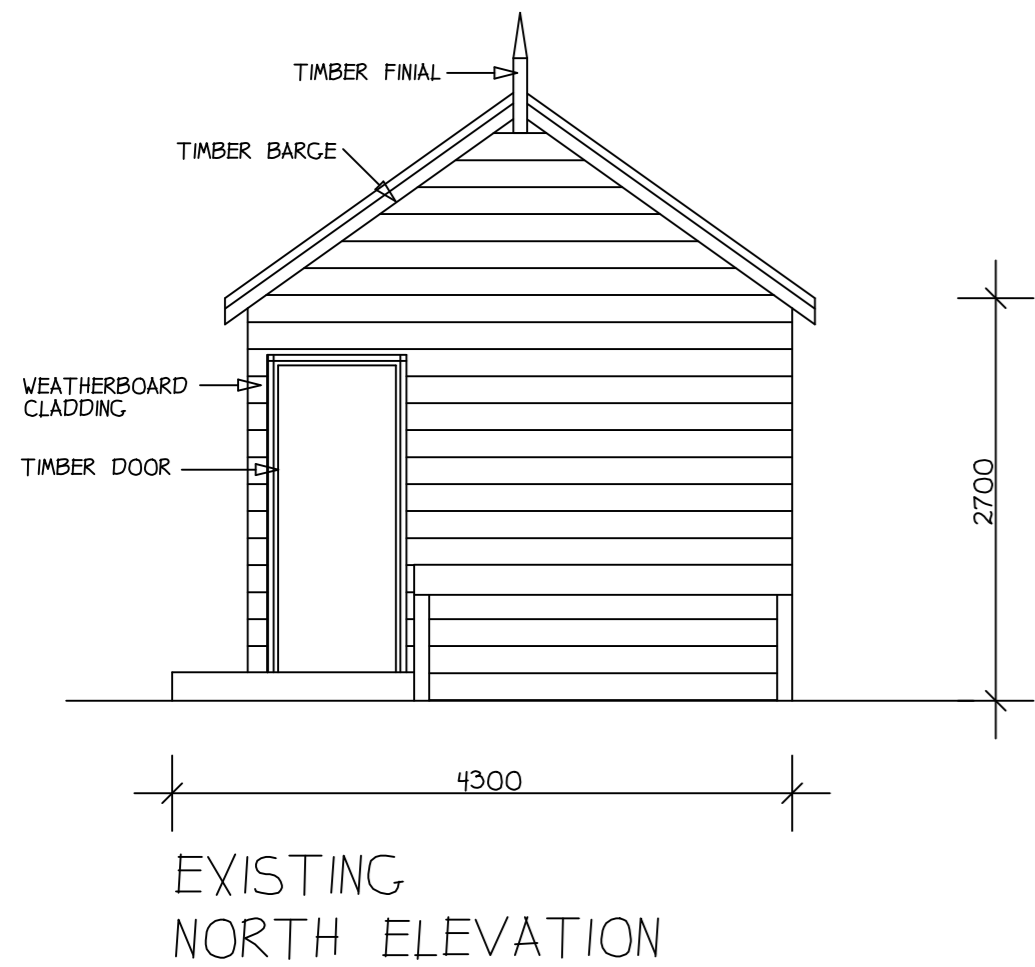 TIMBER FINIAL
TIMBER BARGE
WEATHERBOARD
CLADDING
TIMBER DOOR
2700
4300
EXISTING
NORTH ELEVATION